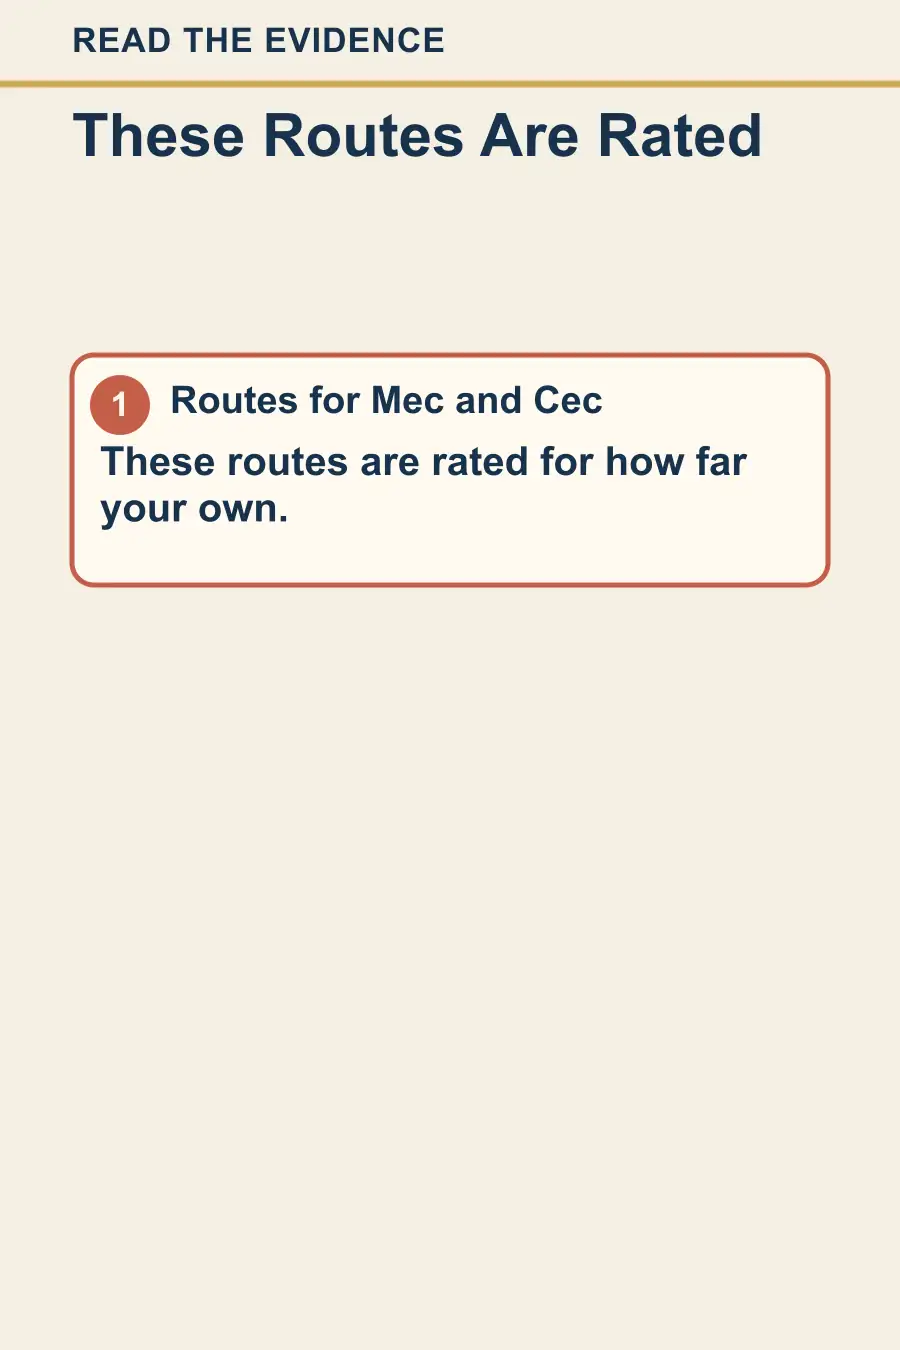 READ THE EVIDENCE
These Routes Are Rated
1 Routes for Mec and Cec
These routes are rated for how far
your own.